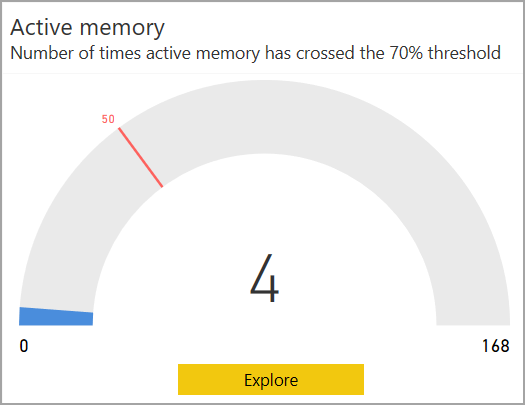 Active memory
Number of times active memory has crossed the 70% threshold
50
4
0
168
Explore